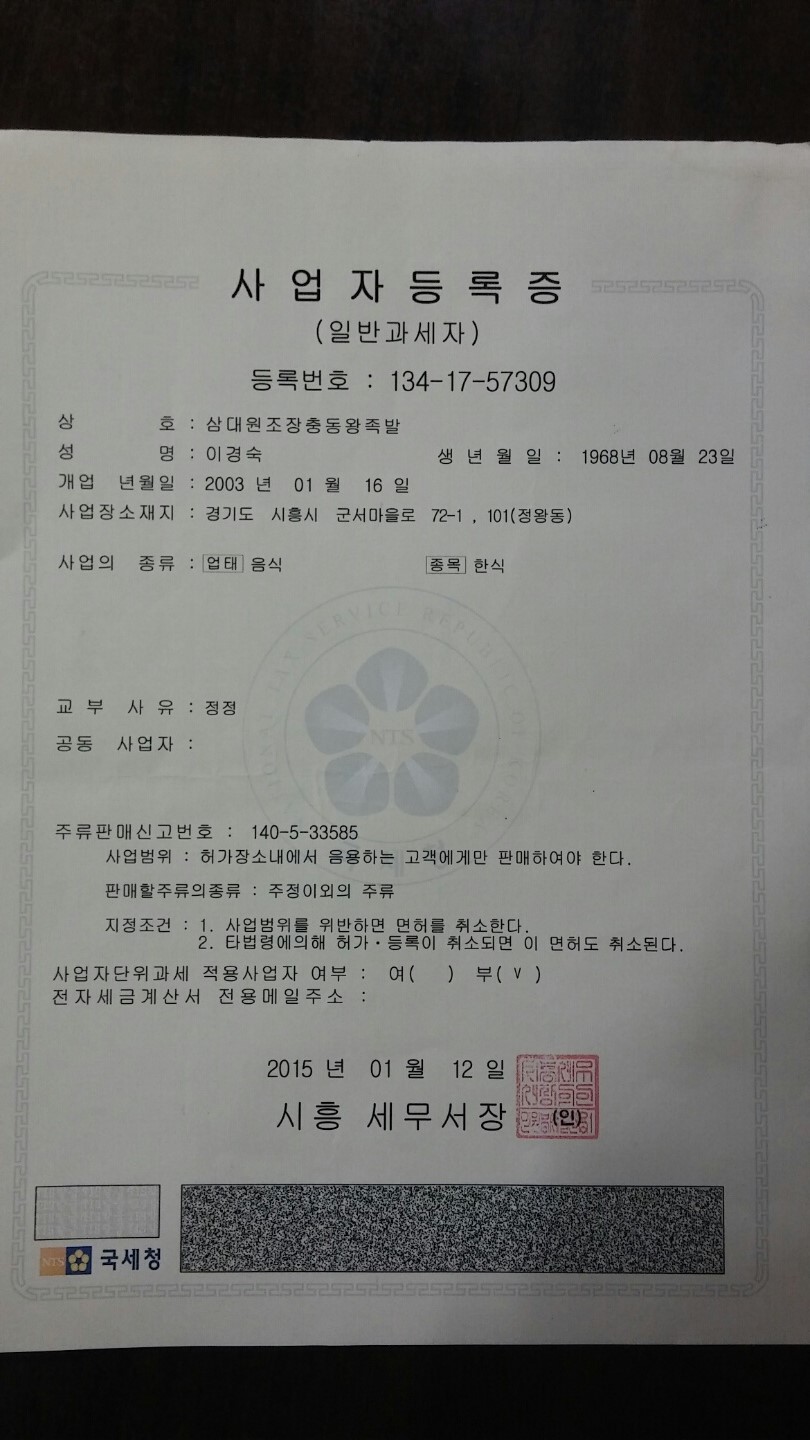 사업자등록증
(일반과세자)
등록번호 : 134-17-57309
상 호 : 삼대원조장충동왕족발
성 명 : 이경숙 생년월일 : 1968년 08월 23일
개업 년월일 : 2003 년 01 월 16 일
사업장소재지 : 경기도 시흥시 군서마을로 72-1 , 101(정왕동)
사업의 종류 : 업태 음식 종목 한식
NATIONAL TAX SERVICE REPUBLIC OF KOREA
NTS
교부 사유 : 정정
공동 사업자 :
주류판매신고번호 : 140-5-33585
사업범위 : 허가장소내에서 음용하는 고객에게만 판매하여야 한다.
판매할주류의종류 : 주정이외의 주류
지정조건 : 1. 사업범위를 위반하면 면허를 취소한다.
2. 타법령에의해 허가·등록이 취소되면 이 면허도 취소된다.
사업자단위과세 적용사업자 여부 : 여( ) 부( v )
전자세금계산서 전용메일주소 :
2015 년 01 월 12 일
시흥 세무서장 (인)
NTS 국세청